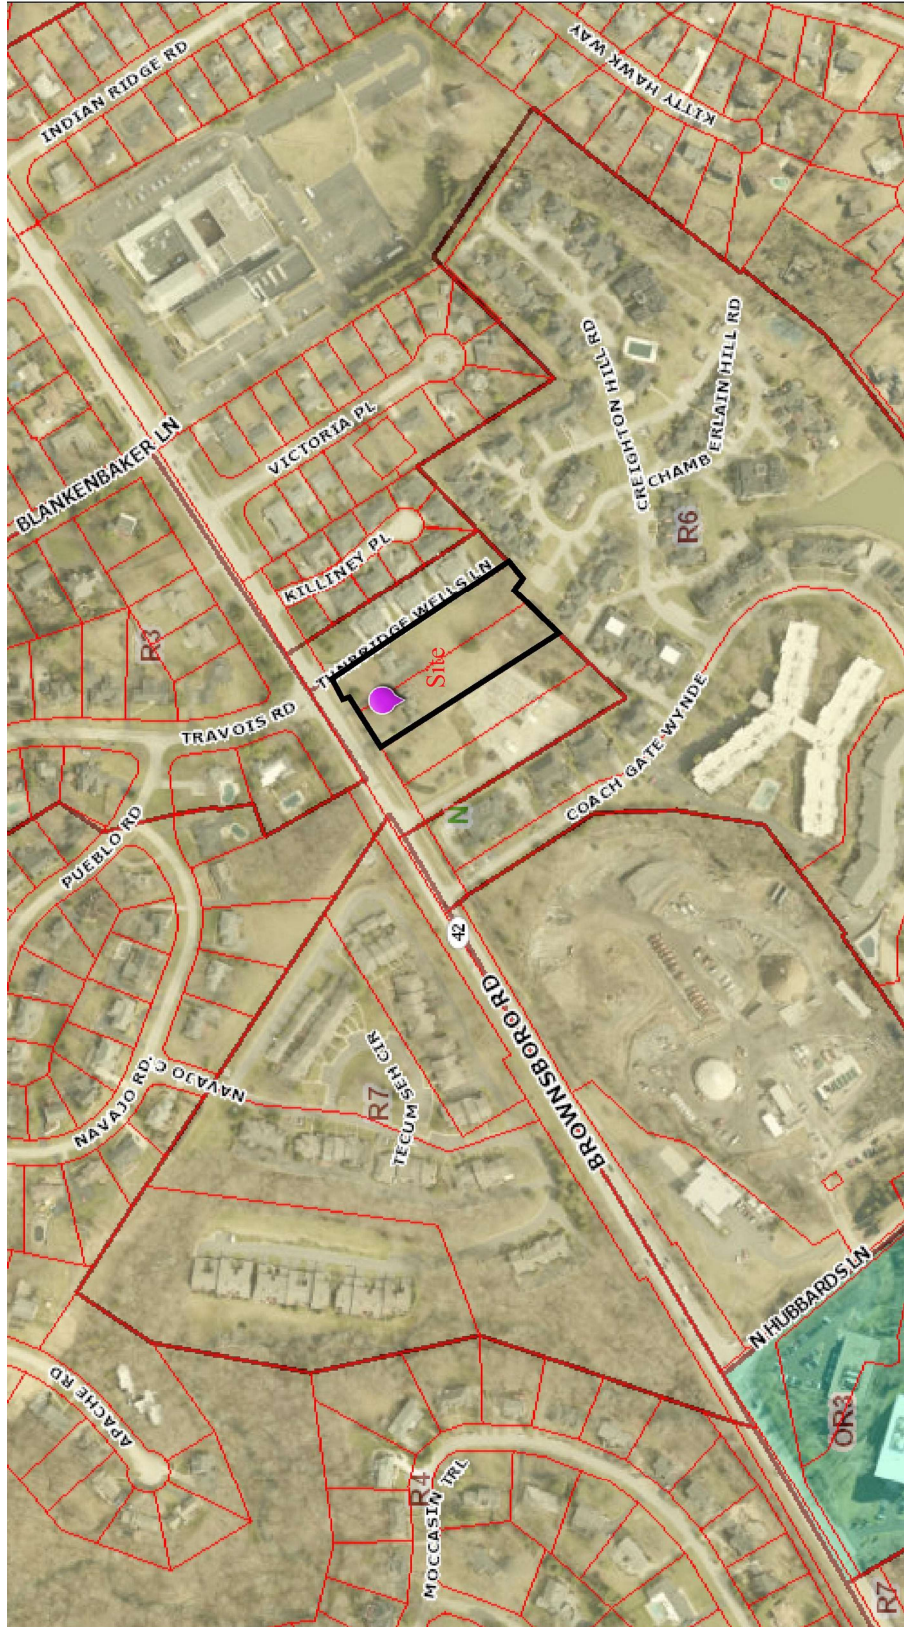 INDIAN RIDGE RD
KITTY HAWK WAY
BLANKENBAKER LN
VICTORIA PL
CREIGHTON HILL RD
CHAMBERLAIN HILL RD
KILLINEY PL
R6
TUNBRIDGE WELLS LN
R3
Site
TRAVOIS RD
COACH GATE WYNDE
N
PUEBLO RD
42
BROWNSBORO RD
NAVAJO RD.
NAVAJO C
TECUMSEH CIR
R7
N HUBBARDS LN
APACHE RD
OR3
R4
MOCCASIN TRL
R7